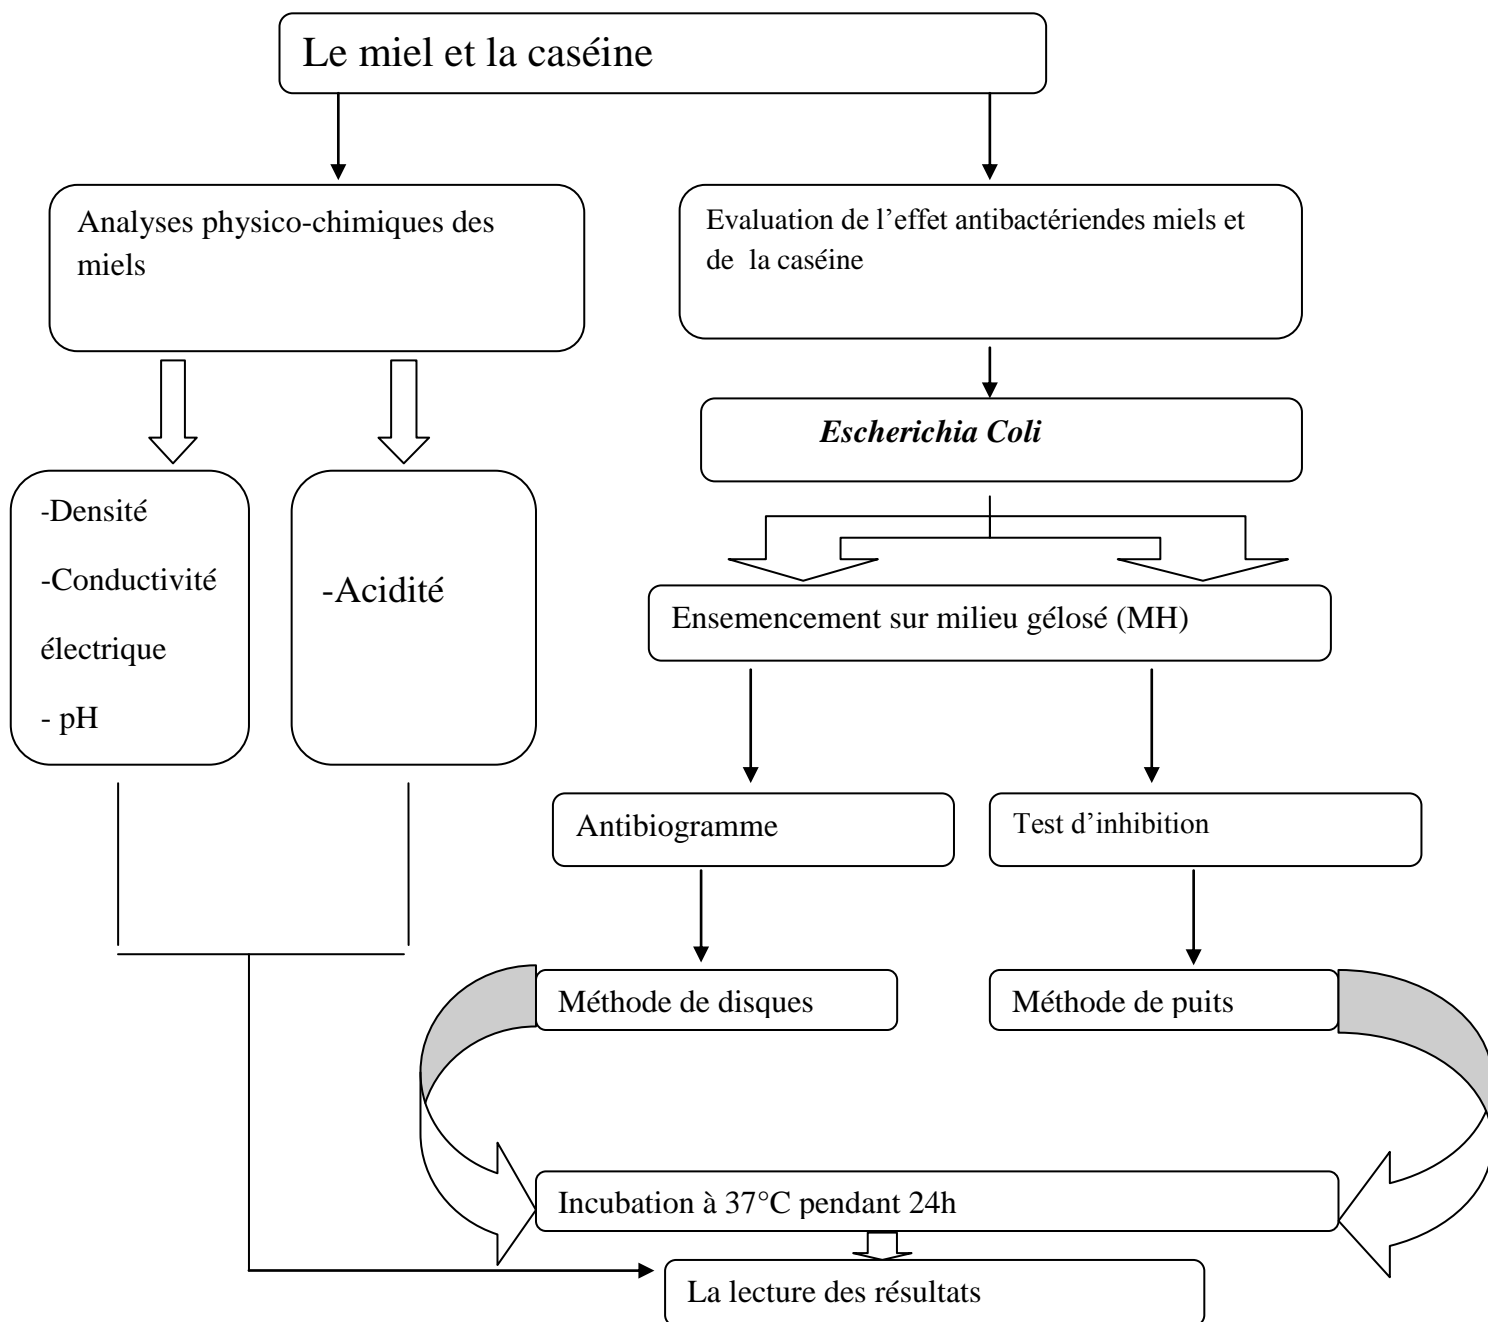 Le miel et la caséine
Analyses physico-chimiques des
miels
Evaluation de l’effet antibactériendes miels et
de la caséine
Escherichia Coli
-Densité
-Conductivité
électrique
- pH
-Acidité
Ensemencement sur milieu gélosé (MH)
Antibiogramme
Test d’inhibition
Méthode de disques
Méthode de puits
Incubation à 37°C pendant 24h
La lecture des résultats